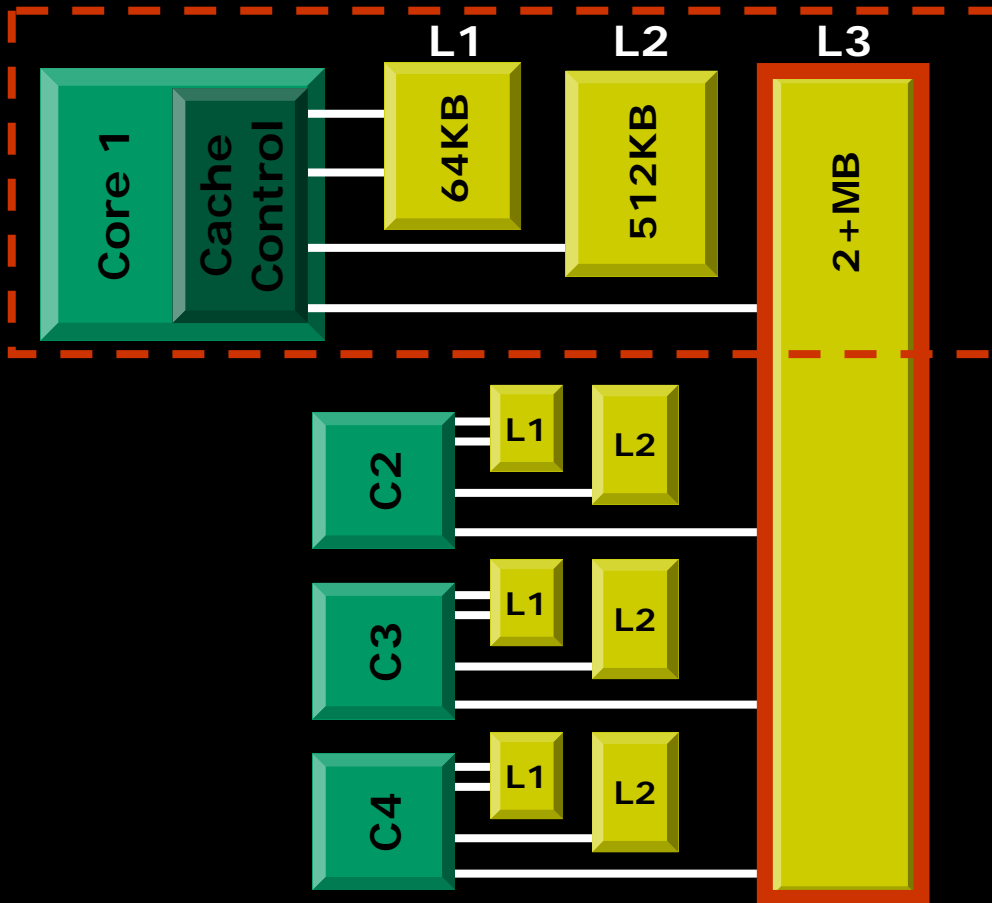 L1
L2
L3
Core 1
Cache
Control
64KB
512KB
2+MB
C2
L1
L2
C3
L1
L2
C4
L1
L2